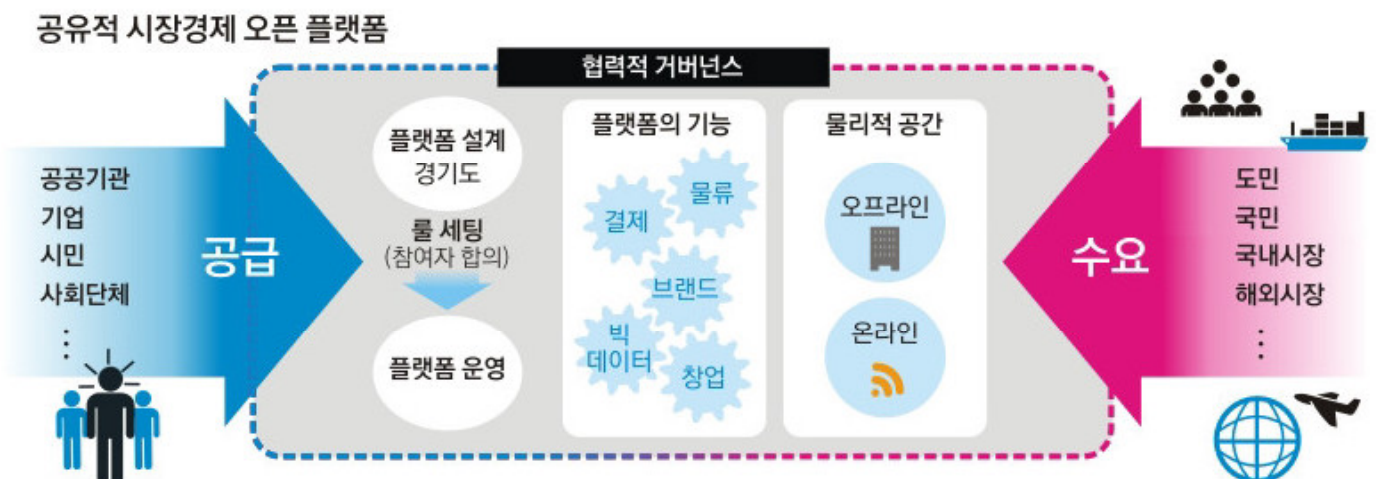 공유적 시장경제 오픈 플랫폼
협력적 거버넌스
공공기관
기업
시민
사회단체
⋮
공급
플랫폼 설계
경기도
룰 세팅
(참여자 합의)
플랫폼 운영
플랫폼의 기능
물류
결제
브랜드
빅
데이터
창업
물리적 공간
오프라인
온라인
수요
도민
국민
국내시장
해외시장
⋮